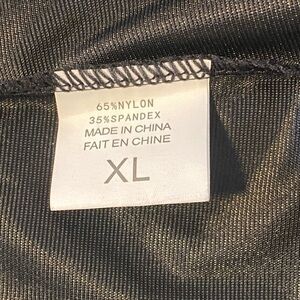 65%NYLON
35%SPANDEX
MADE IN CHINA
FAIT EN CHINE
XL